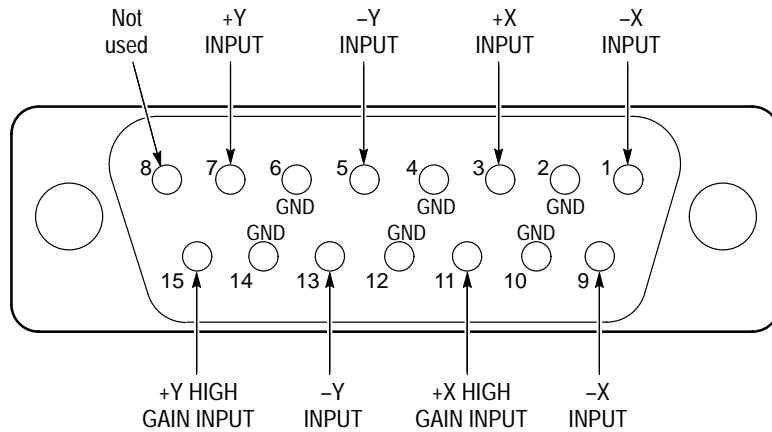 Not
used
+Y
INPUT
–Y
INPUT
+X
INPUT
–X
INPUT
8
7
6
5
4
3
2
1
GND
GND
GND
GND
GND
GND
15
14
13
12
11
10
9
+Y HIGH
GAIN INPUT
–Y
INPUT
+X HIGH
GAIN INPUT
–X
INPUT